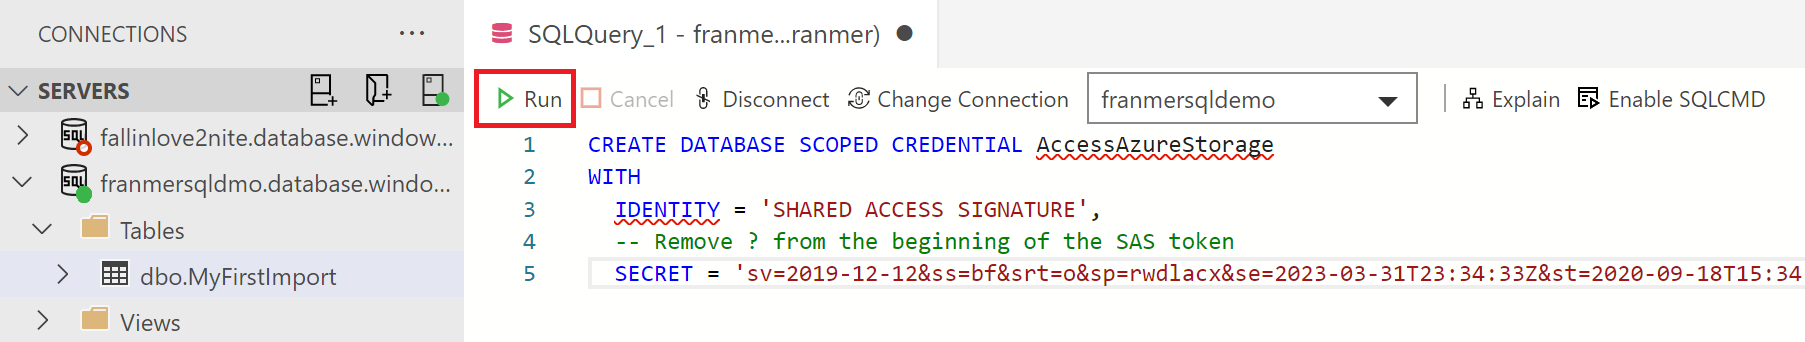 CONNECTIONS ...
SERVERS
SQL fallinlove2nite.database.window...
SQL franmersqldmo.database.windo...
Tables
dbo.MyFirstImport
Views
SQLQuery_1 - franme...ranmer)
Run Cancel Disconnect Change Connection franmersqldemo Explain Enable SQLCMD
1 CREATE DATABASE SCOPED CREDENTIAL AccessAzureStorage
2 WITH
3 IDENTITY = 'SHARED ACCESS SIGNATURE',
4 -- Remove ? from the beginning of the SAS token
5 SECRET = 'sv=2019-12-12&ss=bf&srt=o&sp=rwdlacx&se=2023-03-31T23:34:33Z&st=2020-09-18T15:34